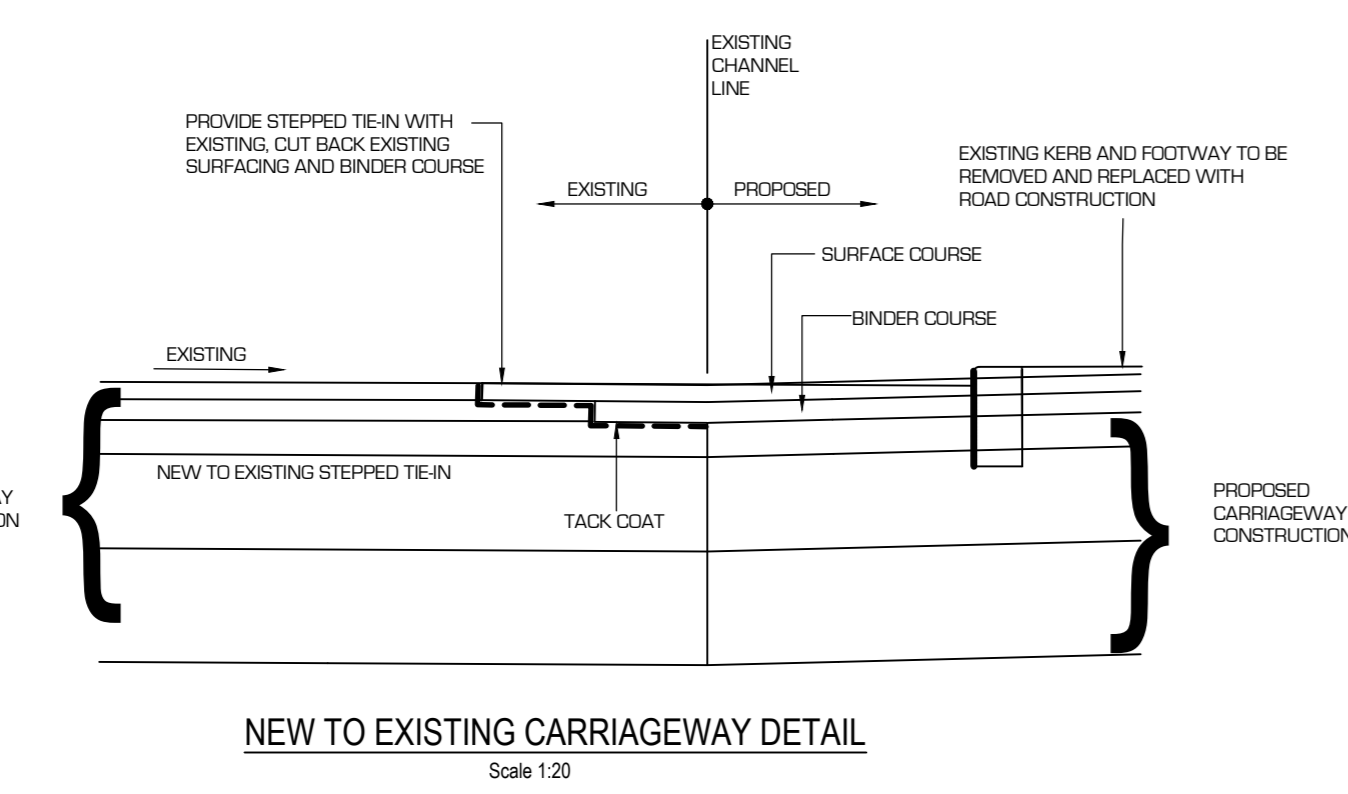 EXISTING
CHANNEL
LINE
PROVIDE STEPPED TIE-IN WITH
EXISTING, CUT BACK EXISTING
SURFACING AND BINDER COURSE
EXISTING KERB AND FOOTWAY TO BE
REMOVED AND REPLACED WITH
ROAD CONSTRUCTION
EXISTING
PROPOSED
SURFACE COURSE
BINDER COURSE
EXISTING
NEW TO EXISTING STEPPED TIE-IN
TACK COAT
PROPOSED
CARRIAGEWAY
CONSTRUCTION
NEW TO EXISTING CARRIAGEWAY DETAIL
Scale 1:20